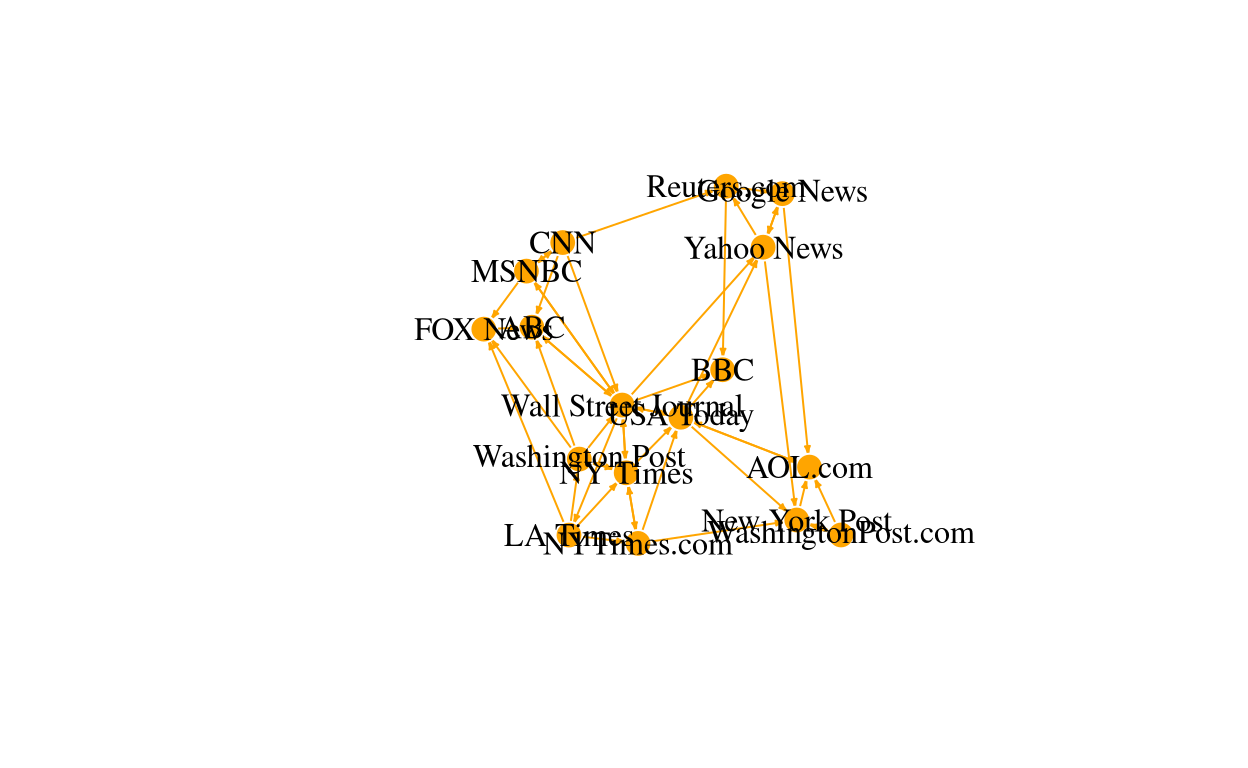 Reuters.com
Google News
CNN
Yahoo News
MSNBC
FOX News
ABC
BBC
Wall Street Journal
USA Today
Washington Post
NY Times
AOL.com
New York Post
WashingtonPost.com
LA Times
NYTimes.com